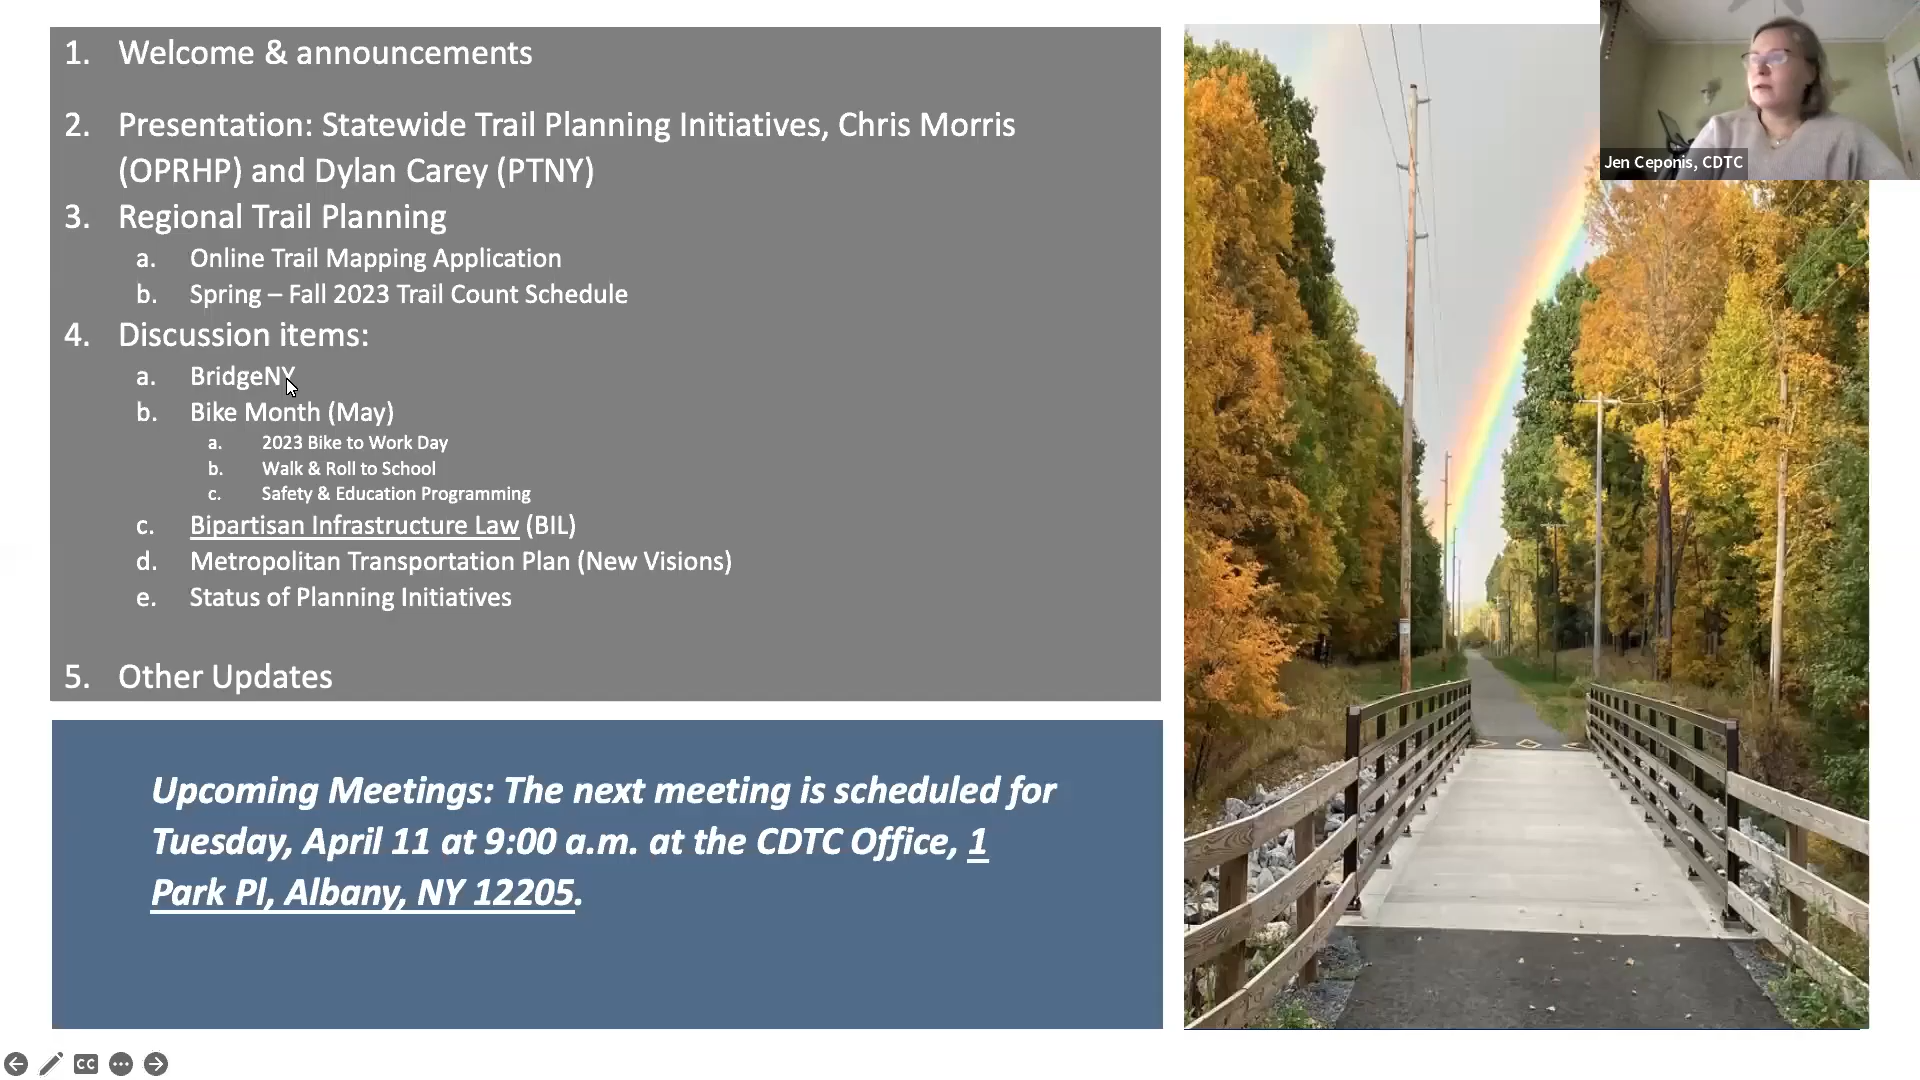 1. Welcome & announcements
2. Presentation: Statewide Trail Planning Initiatives, Chris Morris
(OPRHP) and Dylan Carey (PTNY)
3. Regional Trail Planning
a. Online Trail Mapping Application
b. Spring – Fall 2023 Trail Count Schedule
4. Discussion items:
a. BridgeNY
b. Bike Month (May)
a. 2023 Bike to Work Day
b. Walk & Roll to School
c. Safety & Education Programming
c. Bipartisan Infrastructure Law (BIL)
d. Metropolitan Transportation Plan (New Visions)
e. Status of Planning Initiatives
5. Other Updates
Upcoming Meetings: The next meeting is scheduled for
Tuesday, April 11 at 9:00 a.m. at the CDTC Office, 1
Park Pl, Albany, NY 12205.
Jen Ceponis, CDTC
CC